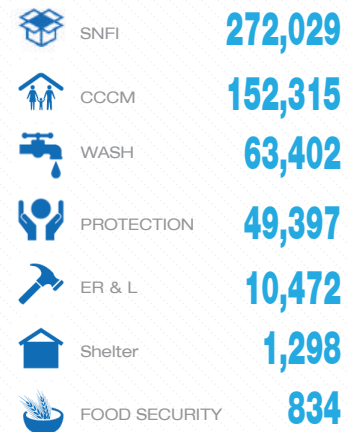 SNFI 272,029
CCCM 152,315
WASH 63,402
PROTECTION 49,397
ER & L 10,472
Shelter 1,298
FOOD SECURITY 834